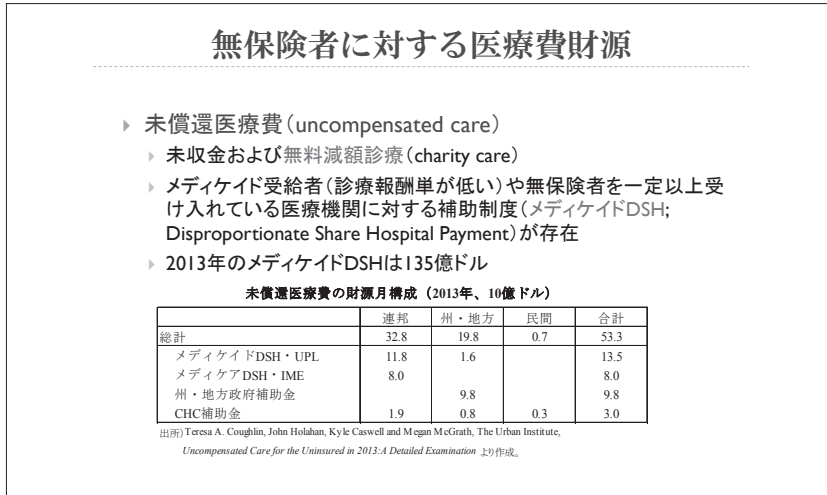 無保険者に対する医療費財源
未償還医療費（uncompensated care）
未収金および無料減額診療（charity care）
メディケイド受給者（診療報酬単が低い）や無保険者を一定以上受
け入れている医療機関に対する補助制度（メディケイドDSH;
Disproportionate Share Hospital Payment）が存在
2013年のメディケイドDSHは135億ドル
未償還医療費の財源月構成（2013年、10億ドル）
連邦 州・地方 民間 合計
総計 32.8 19.8 0.7 53.3
メディケイドDSH・UPL 11.8 1.6 13.5
メディケアDSH・IME 8.0 8.0
州・地方政府補助金 9.8 9.8
CHC補助金 1.9 0.8 0.3 3.0
出所）Teresa A. Coughlin, John Holahan, Kyle Caswell and Megan McGrath, The Urban Institute,
Uncompensated Care for the Uninsured in 2013:A Detailed Examination より作成。